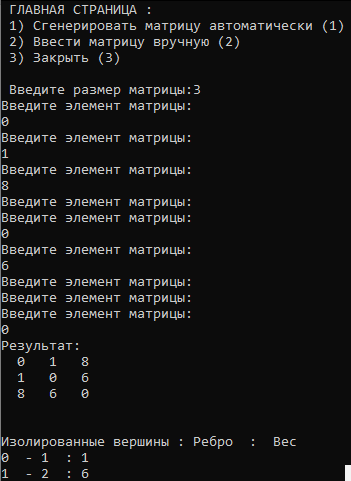 ГЛАВНАЯ СТРАНИЦА :
1) Сгенерировать матрицу автоматически (1)
2) Ввести матрицу вручную (2)
3) Закрыть (3)
Введите размер матрицы:3
Введите элемент матрицы:
0
Введите элемент матрицы:
1
Введите элемент матрицы:
8
Введите элемент матрицы:
Введите элемент матрицы:
0
Введите элемент матрицы:
6
Введите элемент матрицы:
Введите элемент матрицы:
Введите элемент матрицы:
0
Результат:
0 1 8
1 0 6
8 6 0
Изолированные вершины : Ребро : Вес
0 - 1 : 1
1 - 2 : 6